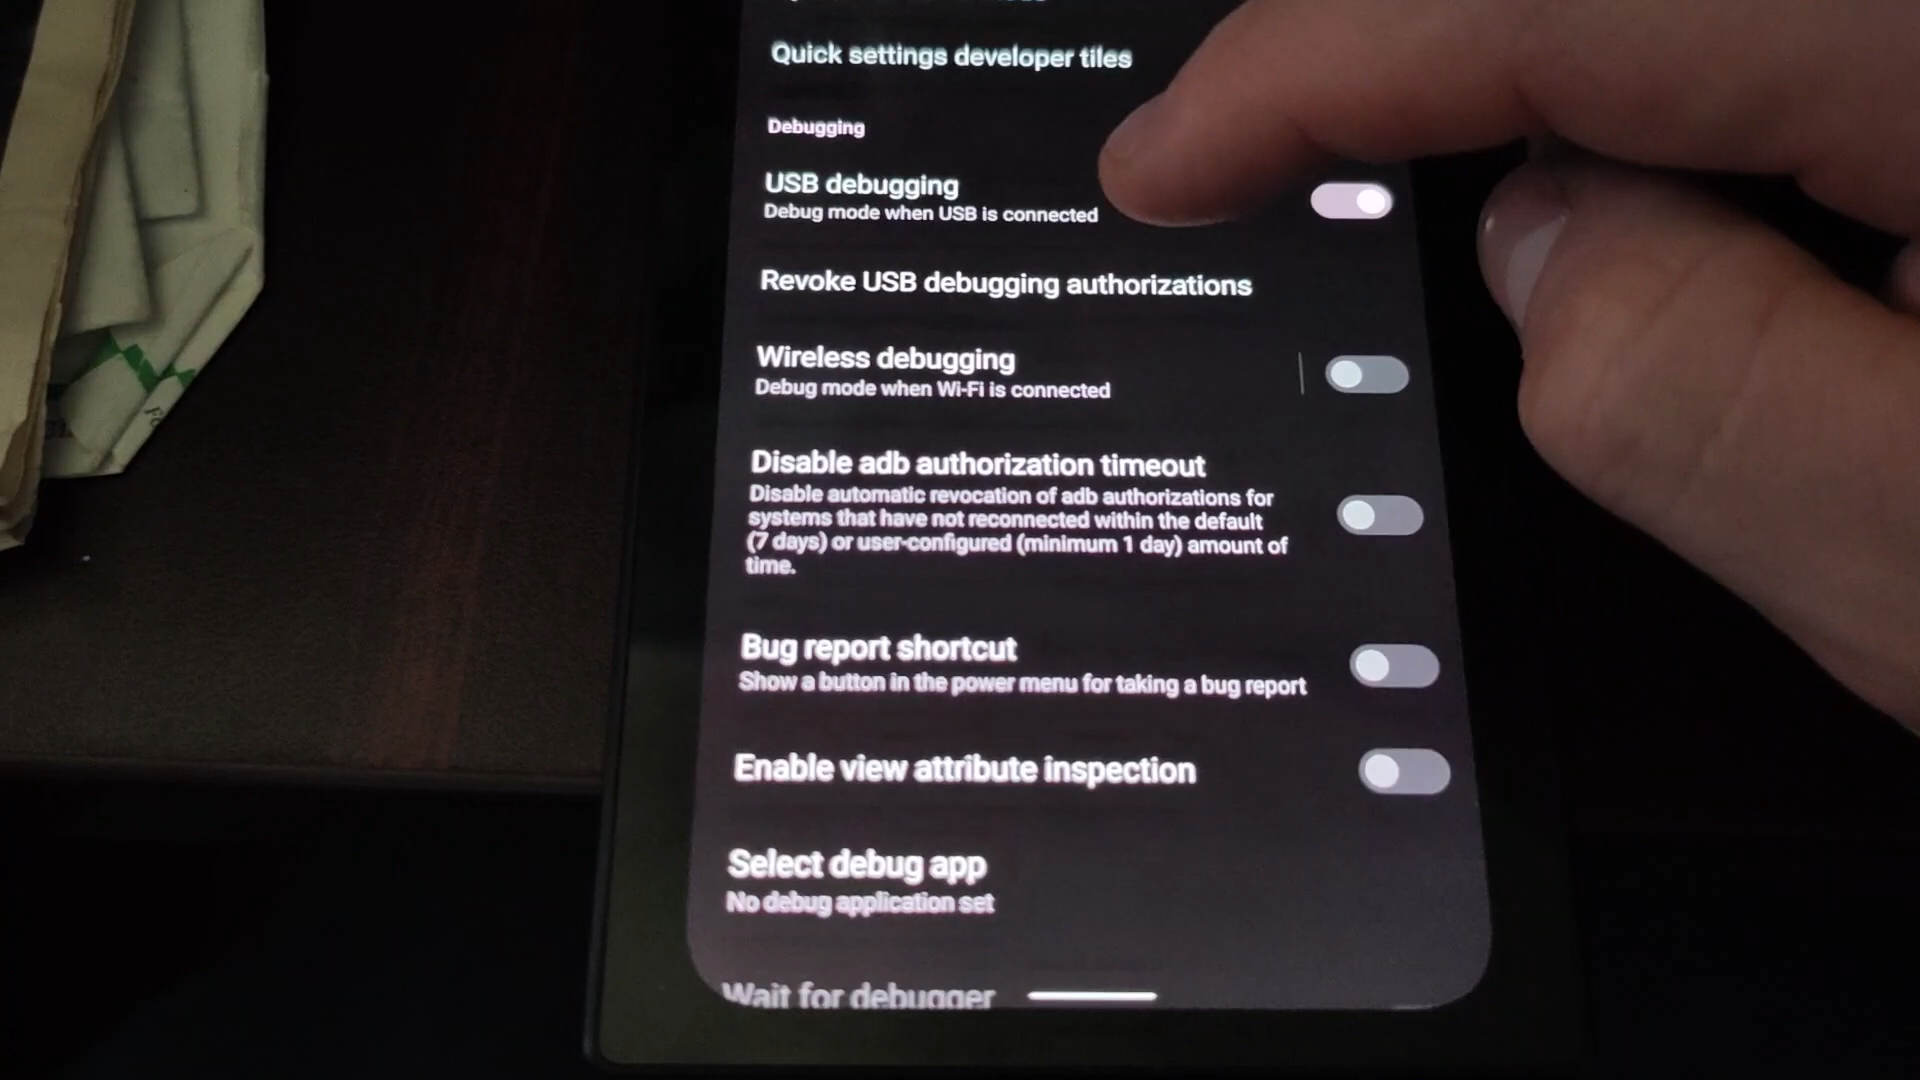 Quick settings developer tiles
Debugging
USB debugging
Debug mode when USB is connected
Revoke USB debugging authorizations
Wireless debugging
Debug mode when Wi-Fi is connected
Disable adb authorization timeout
Disable automatic revocation of adb authorizations for
systems that have not reconnected within the default
(7 days) or user-configured (minimum 1 day) amount of
time.
Bug report shortcut
Show a button in the power menu for taking a bug report
Enable view attribute inspection
Select debug app
No debug application set
Wait for debugger